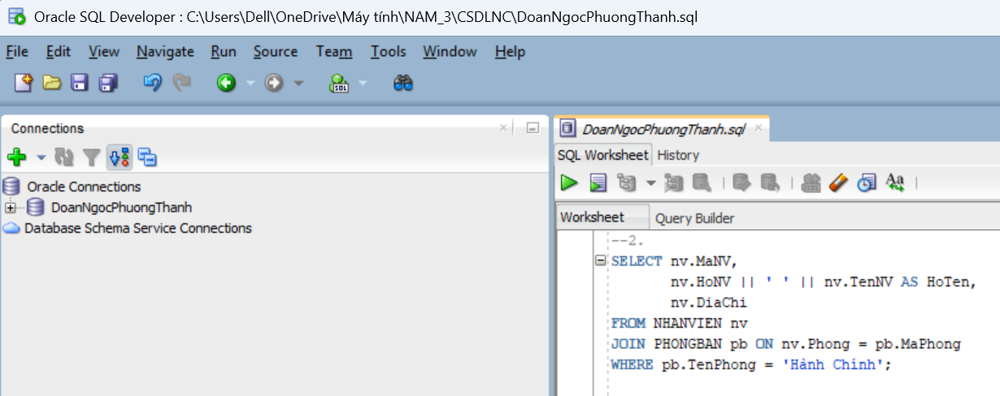 Oracle SQL Developer : C:\Users\Dell\OneDrive\Máy tính\NAM_3\CSDLNC\DoanNgocPhuongThanh.sql
File Edit View Navigate Run Source Team Tools Window Help
SQL
Connections
Oracle Connections
DoanNgocPhuongThanh
Database Schema Service Connections
DoanNgocPhuongThanh.sql
SQL Worksheet History
SQL Aa
Worksheet Query Builder
--2.
SELECT nv.MaNV,
nv.HoNV || ' ' || nv.TenNV AS HoTen,
nv.DiaChi
FROM NHANVIEN nv
JOIN PHONGBAN pb ON nv.Phong = pb.MaPhong
WHERE pb.TenPhong = 'Hành Chính';